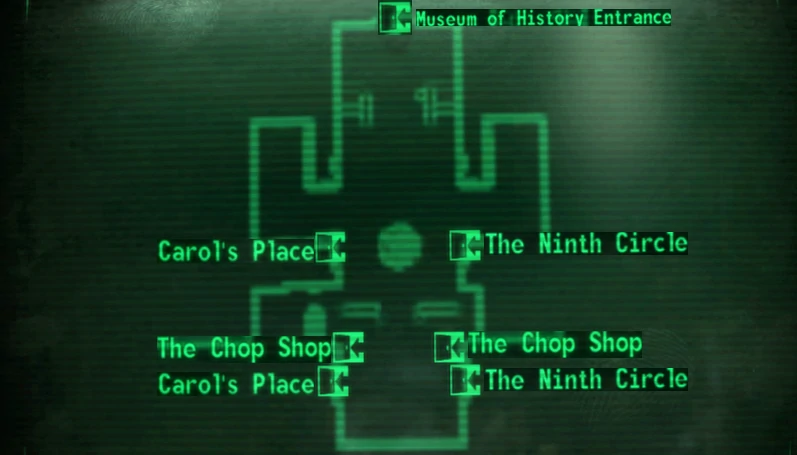 Museum of History Entrance
Carol's Place
The Ninth Circle
The Chop Shop
The Chop Shop
Carol's Place
The Ninth Circle